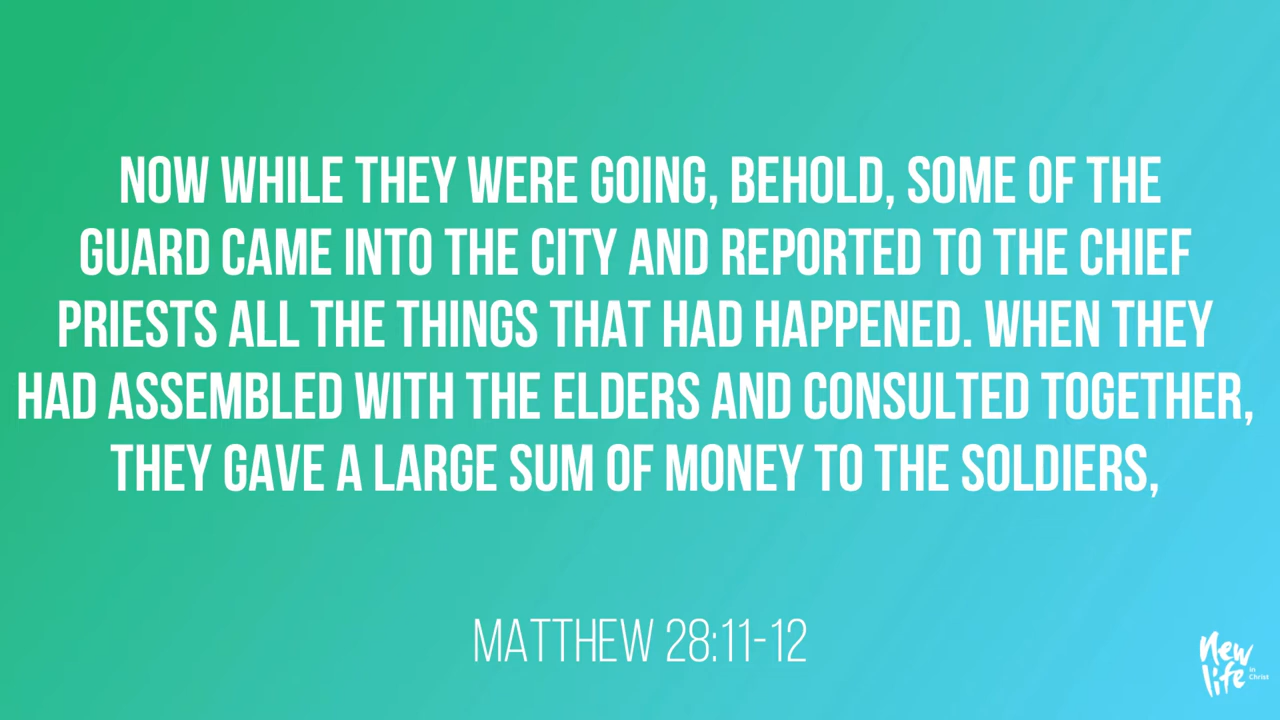 NOW WHILE THEY WERE GOING, BEHOLD, SOME OF THE
GUARD CAME INTO THE CITY AND REPORTED TO THE CHIEF
PRIESTS ALL THE THINGS THAT HAD HAPPENED. WHEN THEY
HAD ASSEMBLED WITH THE ELDERS AND CONSULTED TOGETHER,
THEY GAVE A LARGE SUM OF MONEY TO THE SOLDIERS,
MATTHEW 28:11-12
New
life
in
Christ